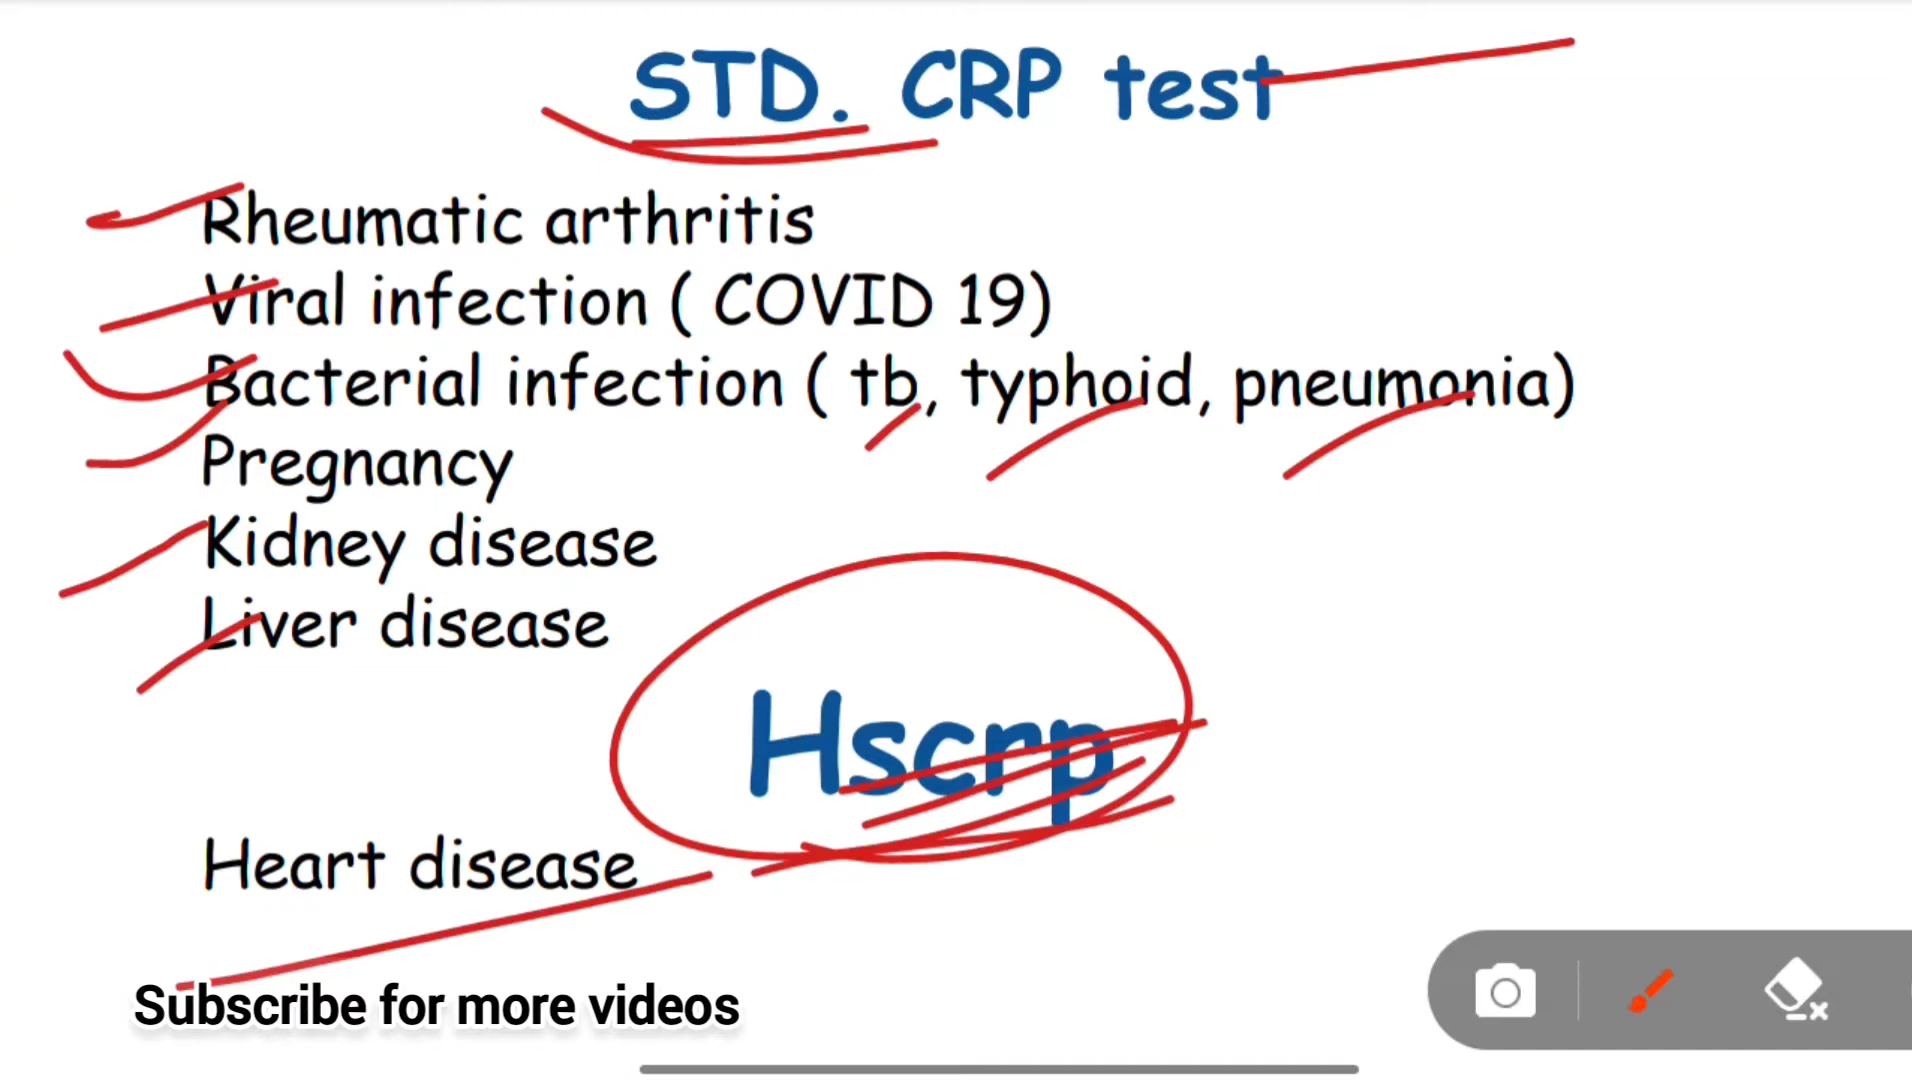 STD. CRP test
Rheumatic arthritis
Viral infection ( COVID 19)
Bacterial infection ( tb, typhoid, pneumonia)
Pregnancy
Kidney disease
Liver disease
Hscrp
Heart disease
Subscribe for more videos